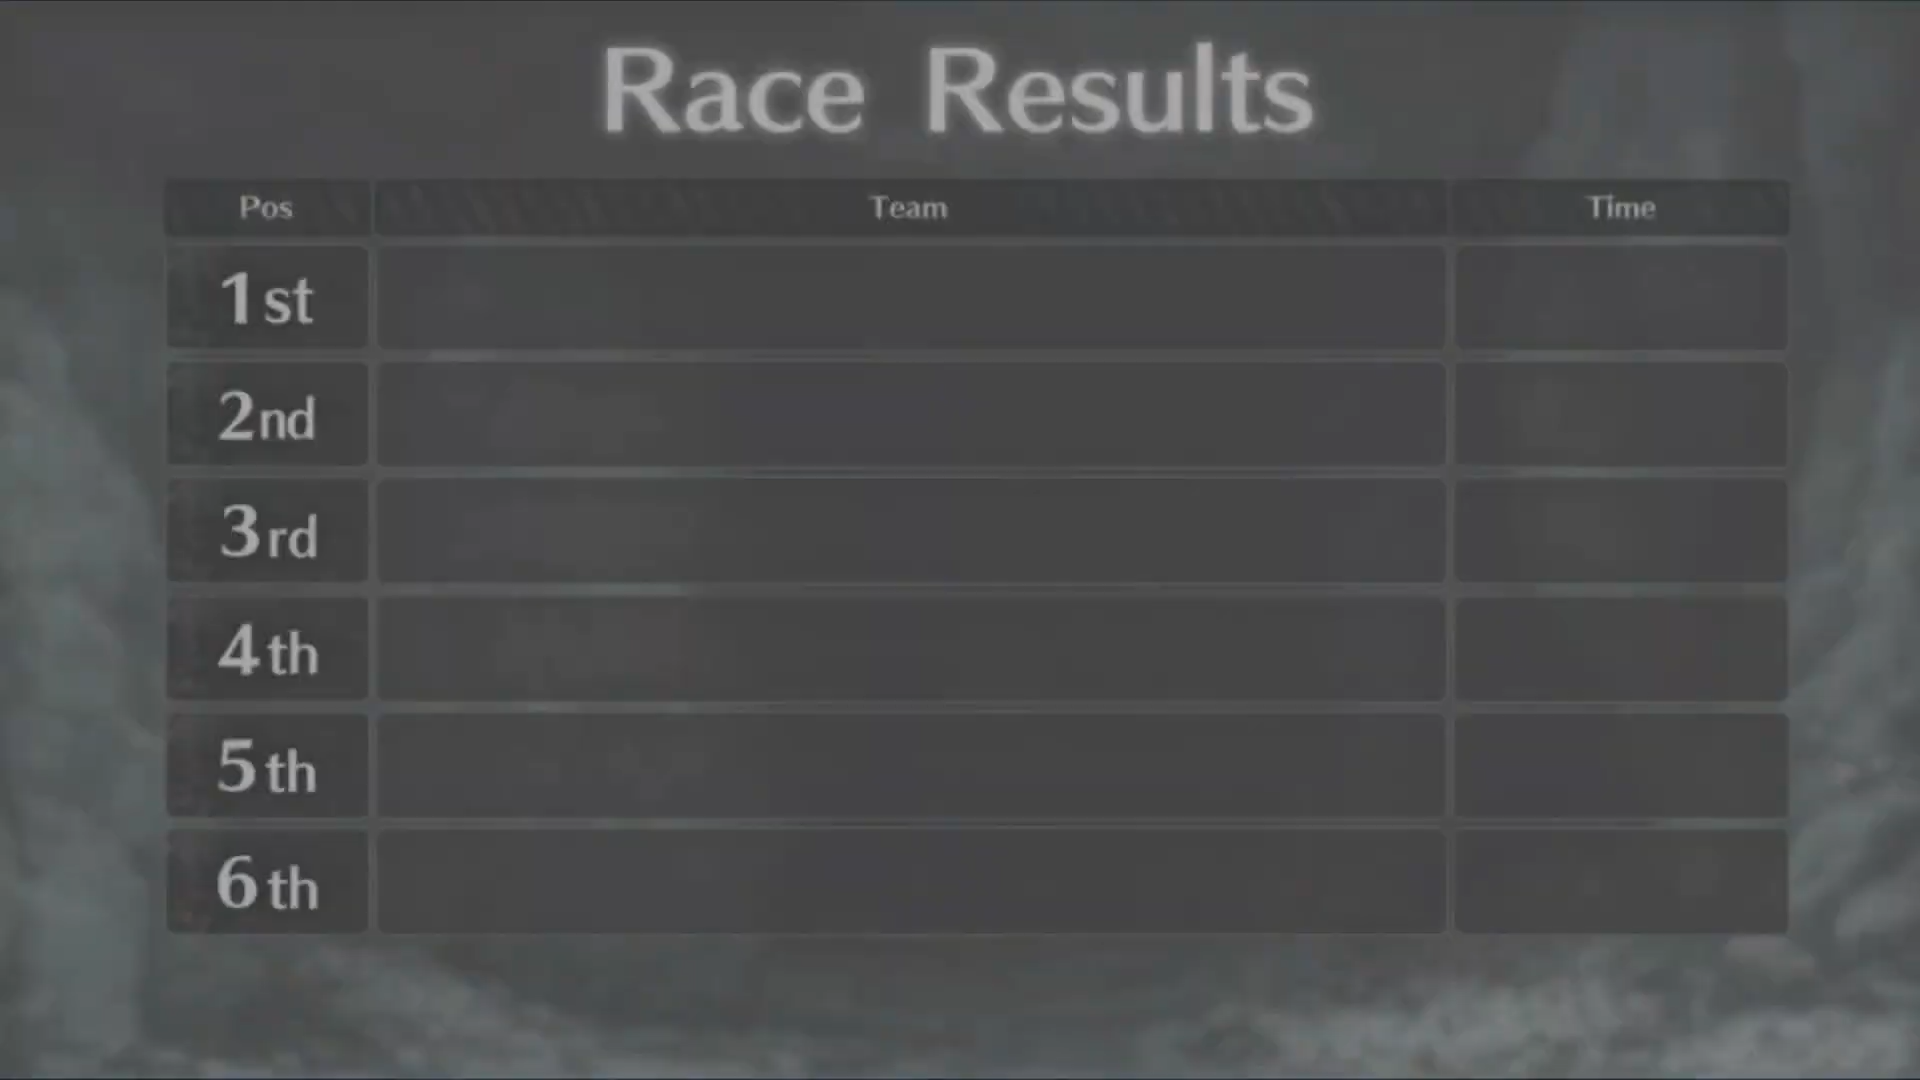 Race Results
Pos Team Time
1st
2nd
3rd
4th
5th
6th